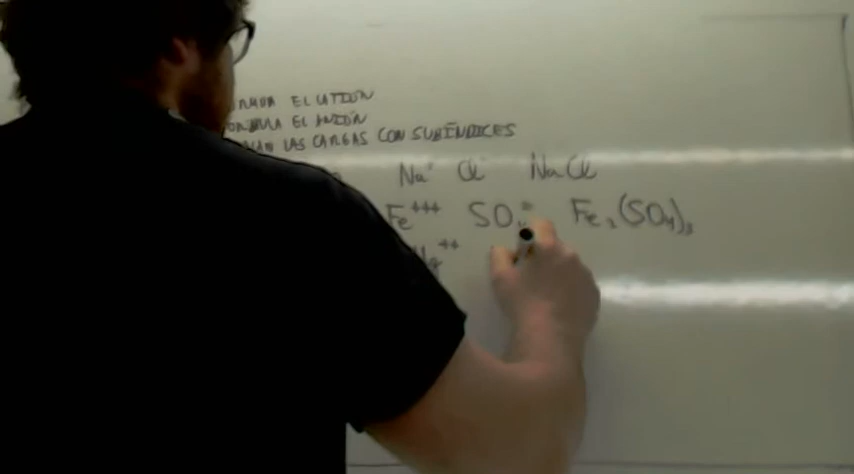 EL CATIÓN
EL ANIÓN
LAS CARGAS CON SUBÍNDICES
Na⁺ Cl⁻ NaCl
Fe⁺⁺⁺ SO₄⁼ Fe₂(SO₄)₃